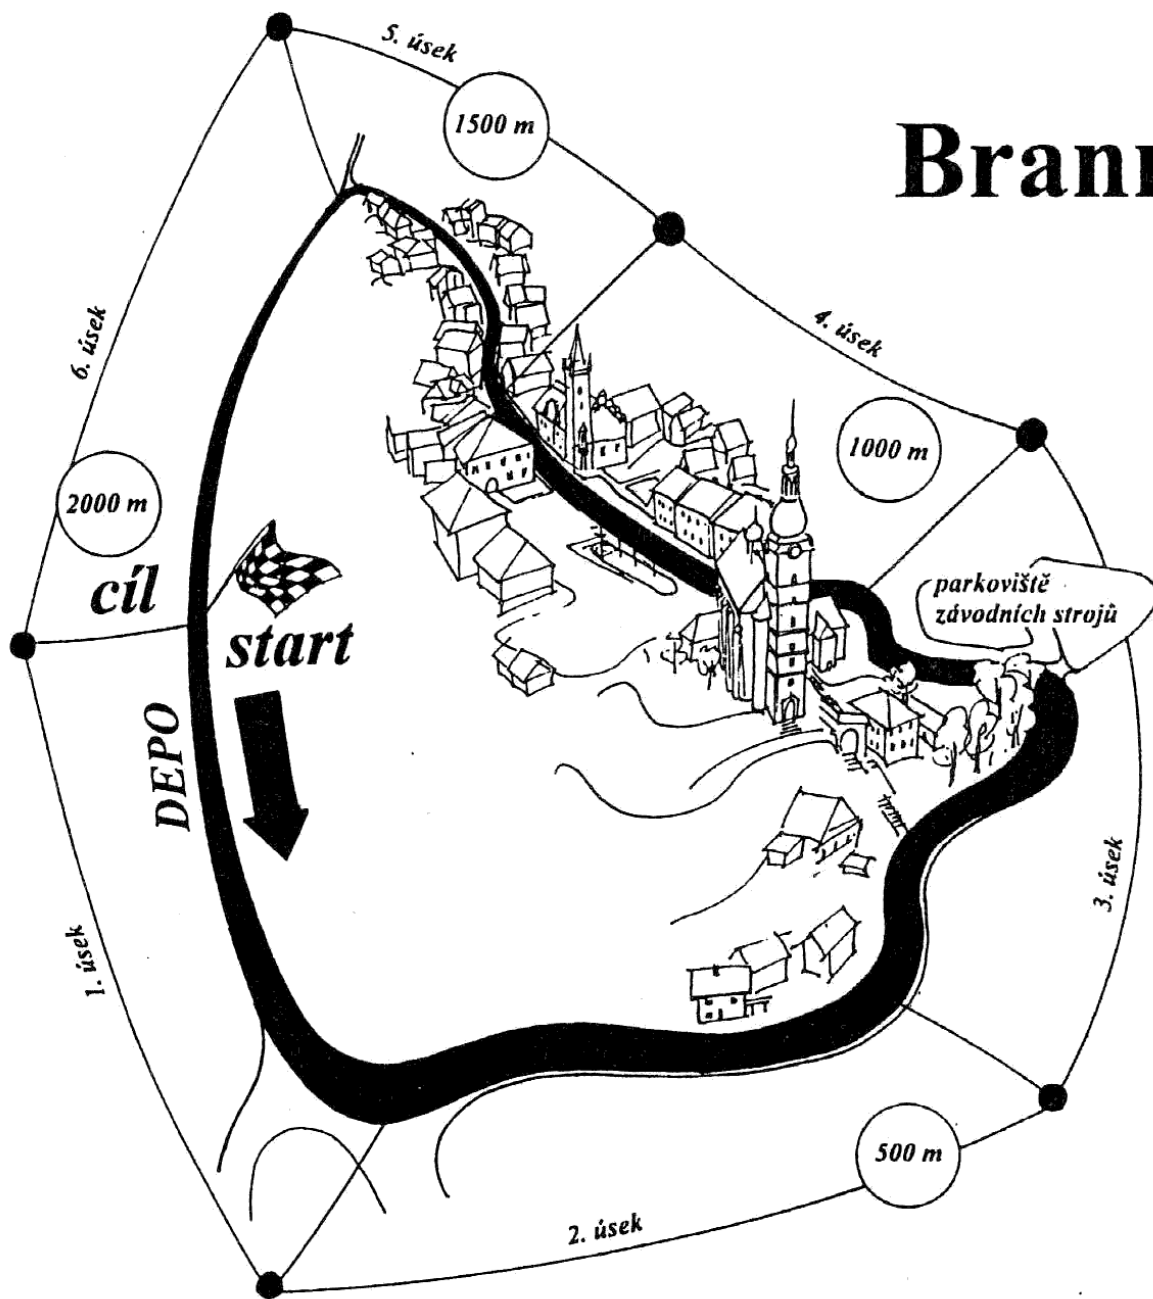 5. úsek
1500 m
Brann
4. úsek
6. úsek
1000 m
2000 m
cíl
start
parkoviště
závodních strojů
DEPO
3. úsek
1. úsek
500 m
2. úsek